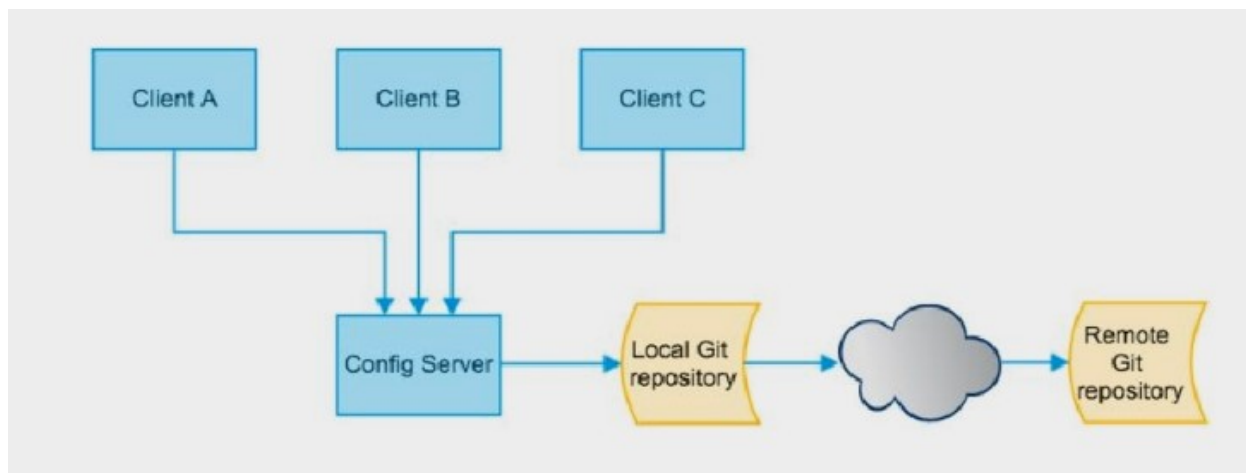 Client A
Client B
Client C
Config Server
Local Git
repository
Remote
Git
repository